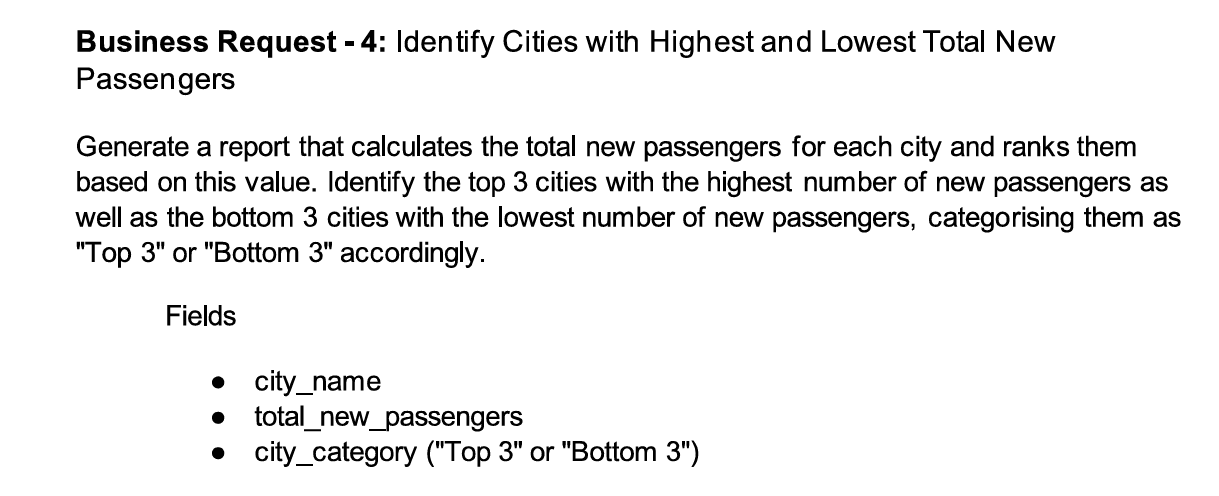 Business Request - 4: Identify Cities with Highest and Lowest Total New
Passengers
Generate a report that calculates the total new passengers for each city and ranks them
based on this value. Identify the top 3 cities with the highest number of new passengers as
well as the bottom 3 cities with the lowest number of new passengers, categorising them as
"Top 3" or "Bottom 3" accordingly.
Fields
● city_name
● total_new_passengers
● city_category ("Top 3" or "Bottom 3")